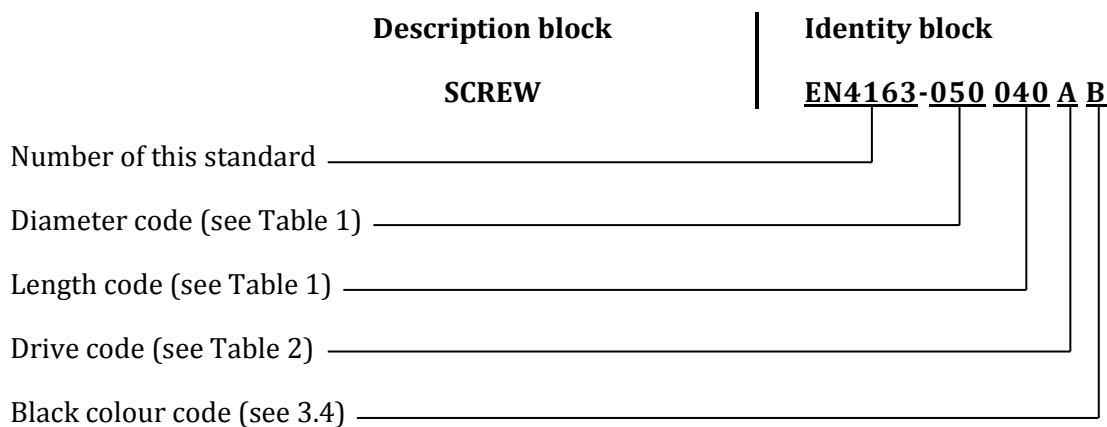 Description block Identity block
SCREW EN4163-050 040 A B
Number of this standard
Diameter code (see Table 1)
Length code (see Table 1)
Drive code (see Table 2)
Black colour code (see 3.4)